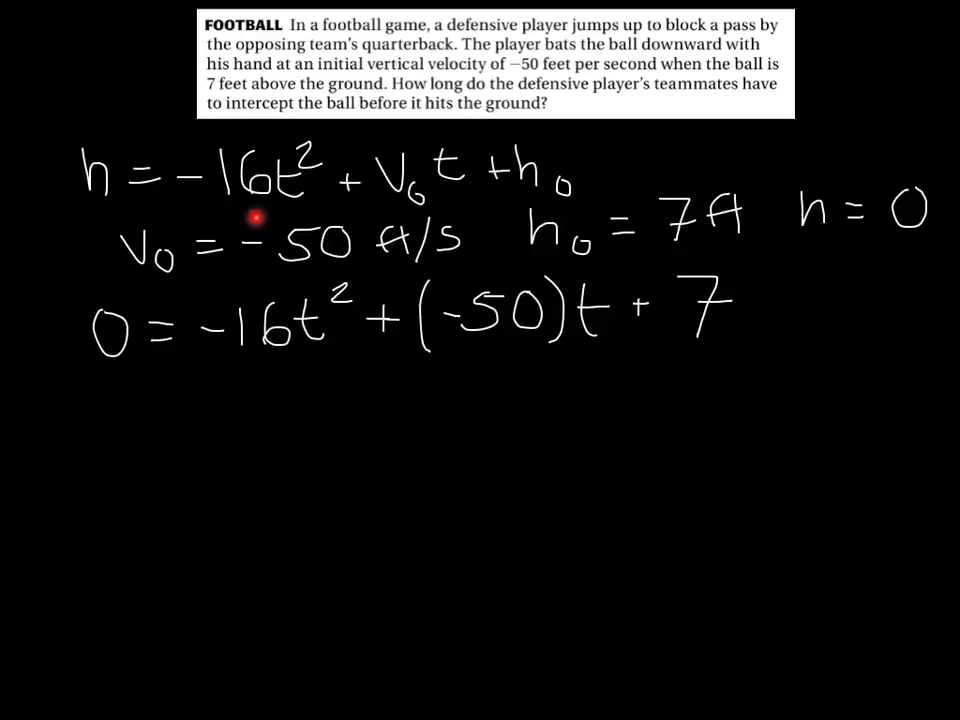 FOOTBALL In a football game, a defensive player jumps up to block a pass by
the opposing team's quarterback. The player bats the ball downward with
his hand at an initial vertical velocity of −50 feet per second when the ball is
7 feet above the ground. How long do the defensive player's teammates have
to intercept the ball before it hits the ground?
h = -16t² + V₀t + h₀
V₀ = -50 ft/s h₀ = 7ft h = 0
0 = -16t² + (-50)t + 7